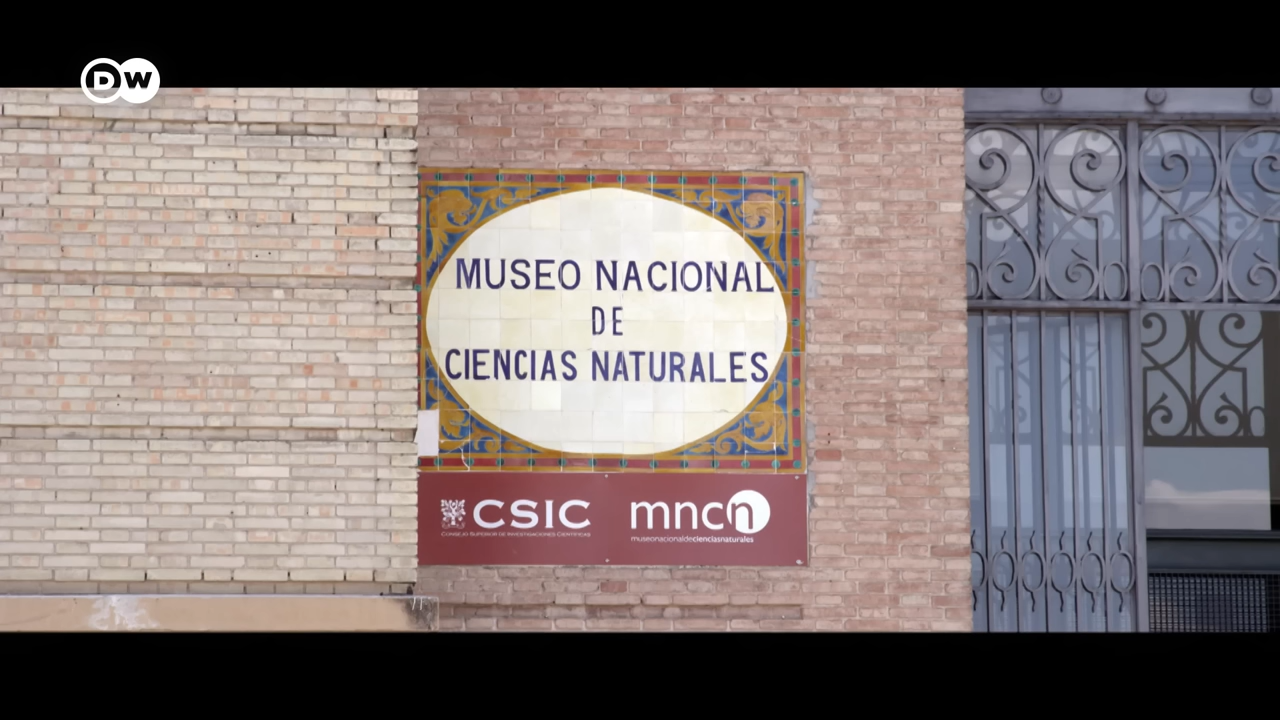 DW
MUSEO NACIONAL
DE
CIENCIAS NATURALES
CSIC
CONSEJO SUPERIOR DE INVESTIGACIONES CIENTÍFICAS
mncn
museonacionaldecienciasnaturales